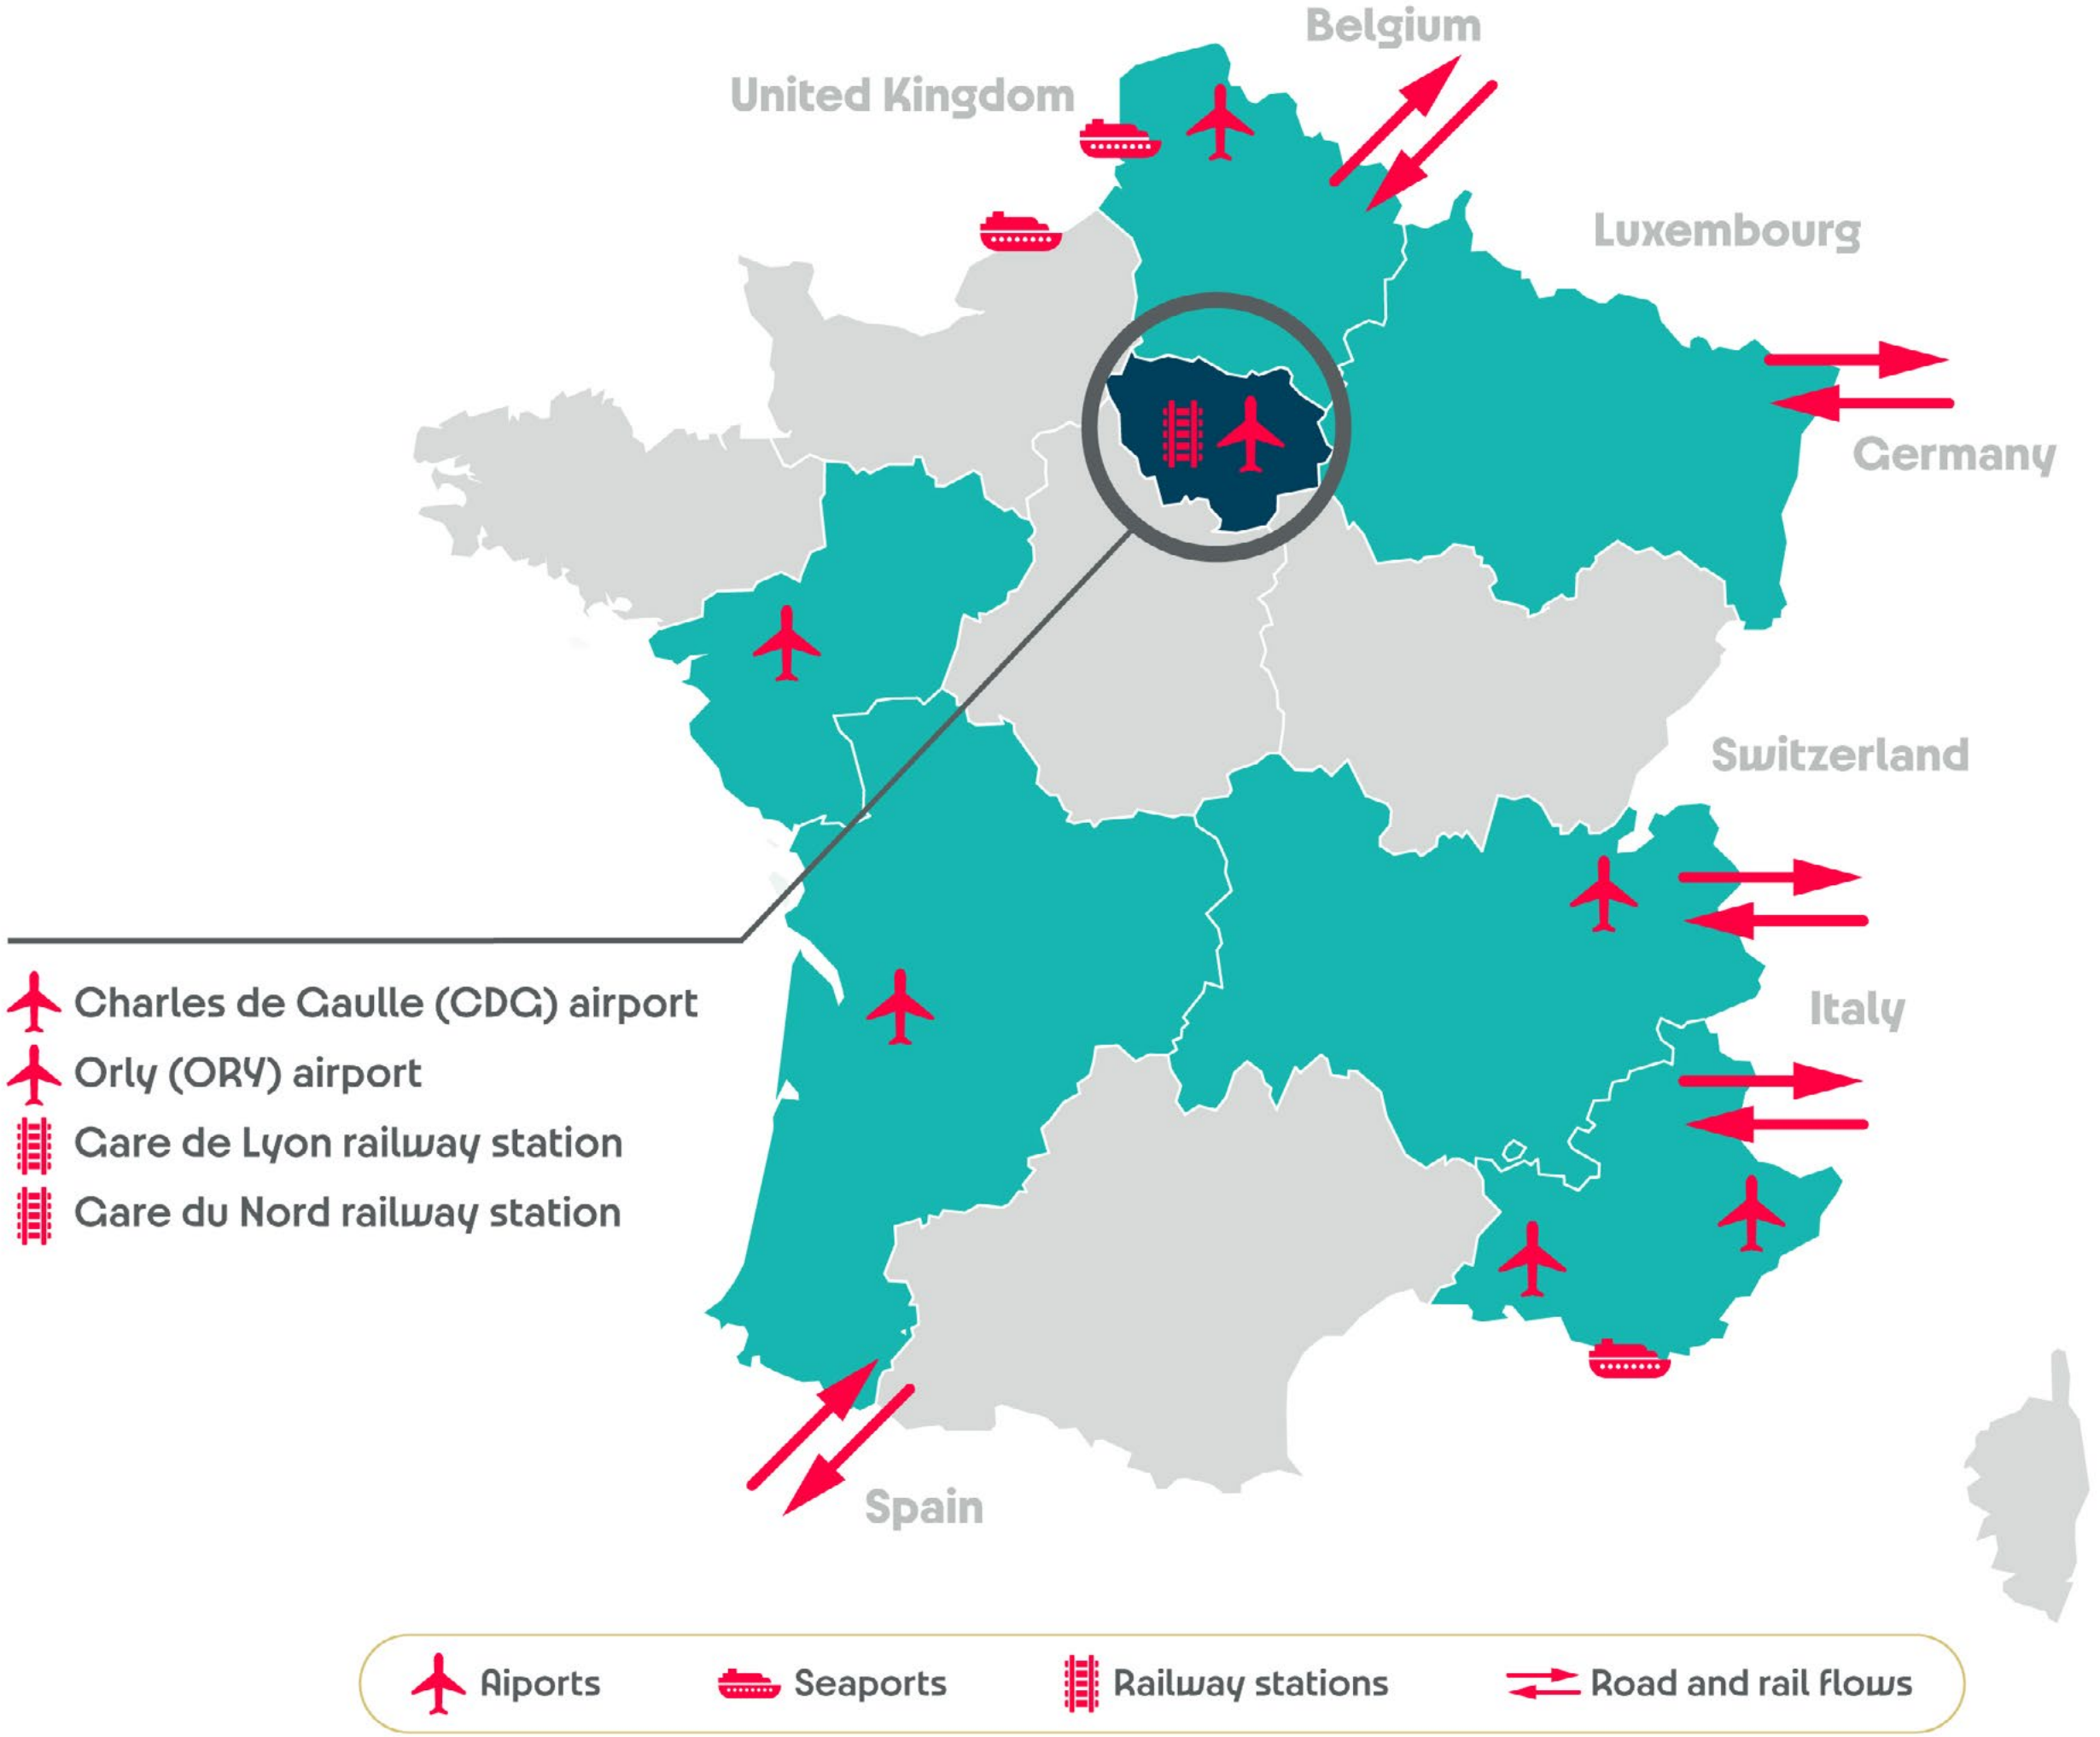 Belgium
United Kingdom
Luxembourg
Germany
Switzerland
Italy
Charles de Gaulle (CDG) airport
Orly (ORY) airport
Gare de Lyon railway station
Gare du Nord railway station
Spain
Aiports
Seaports
Railway stations
Road and rail flows